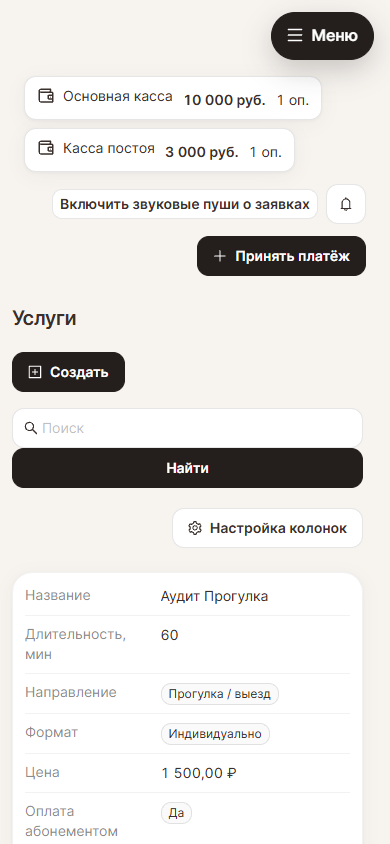 Меню
Основная касса 10 000 руб. 1 оп.
Касса постоя 3 000 руб. 1 оп.
Включить звуковые пуши о заявках
Принять платёж
Услуги
Создать
Поиск
Найти
Настройка колонок
Название Аудит Прогулка
Длительность, 60
мин
Направление Прогулка / выезд
Формат Индивидуально
Цена 1 500,00 ₽
Оплата Да
абонементом